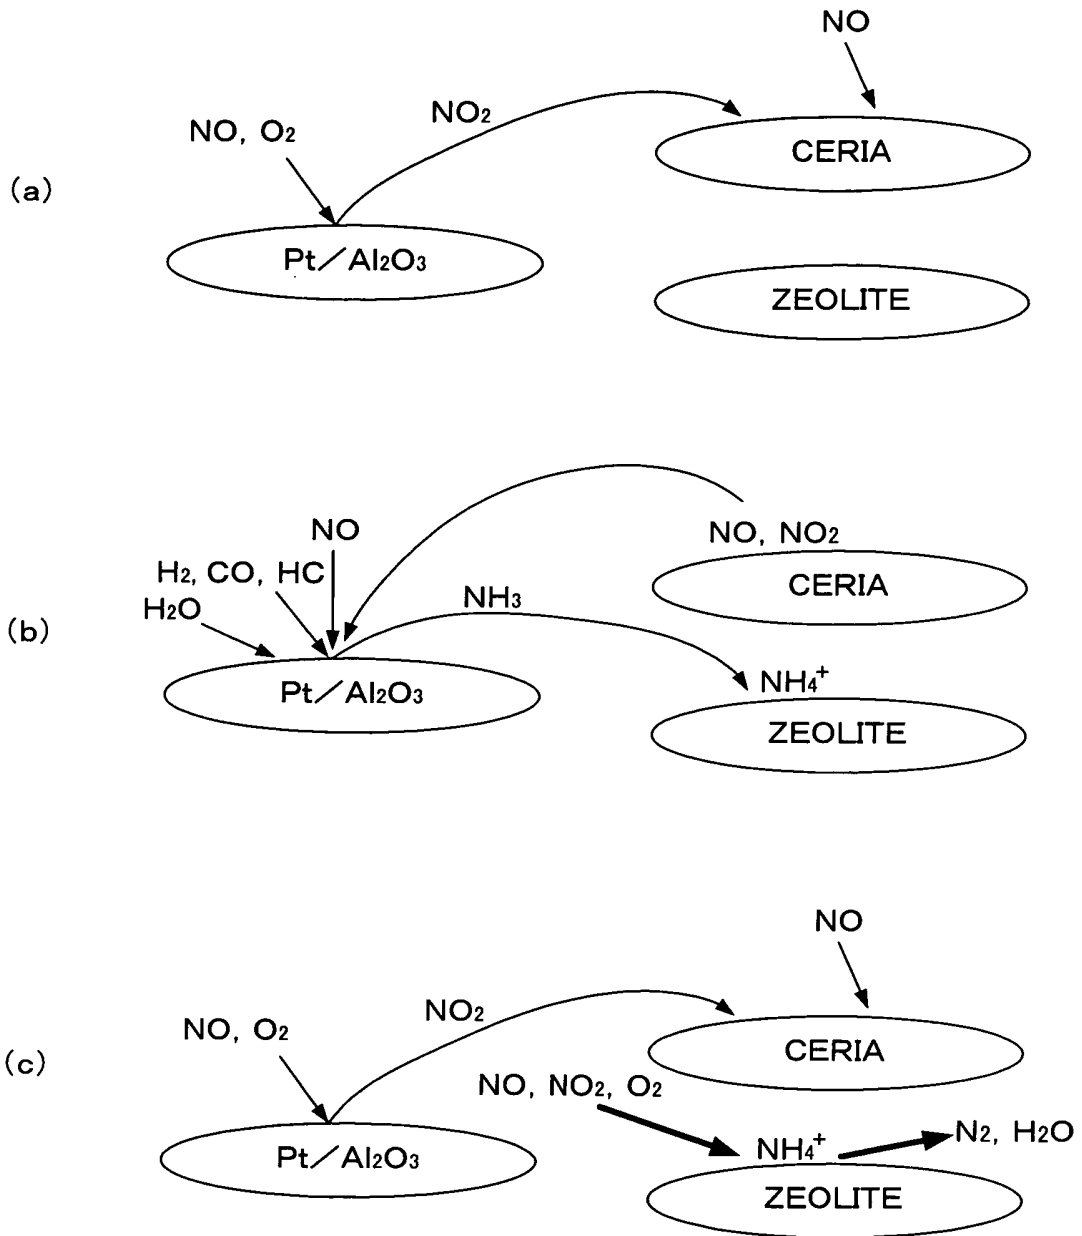 NO
NO, O₂
NO₂
CERIA
(a)
Pt/Al₂O₃
ZEOLITE
NO
NO, NO₂
H₂, CO, HC
CERIA
NH₃
H₂O
(b)
NH₄⁺
Pt/Al₂O₃
ZEOLITE
NO
NO₂
NO, O₂
CERIA
(c)
NO, NO₂, O₂
N₂, H₂O
NH₄⁺
Pt/Al₂O₃
ZEOLITE